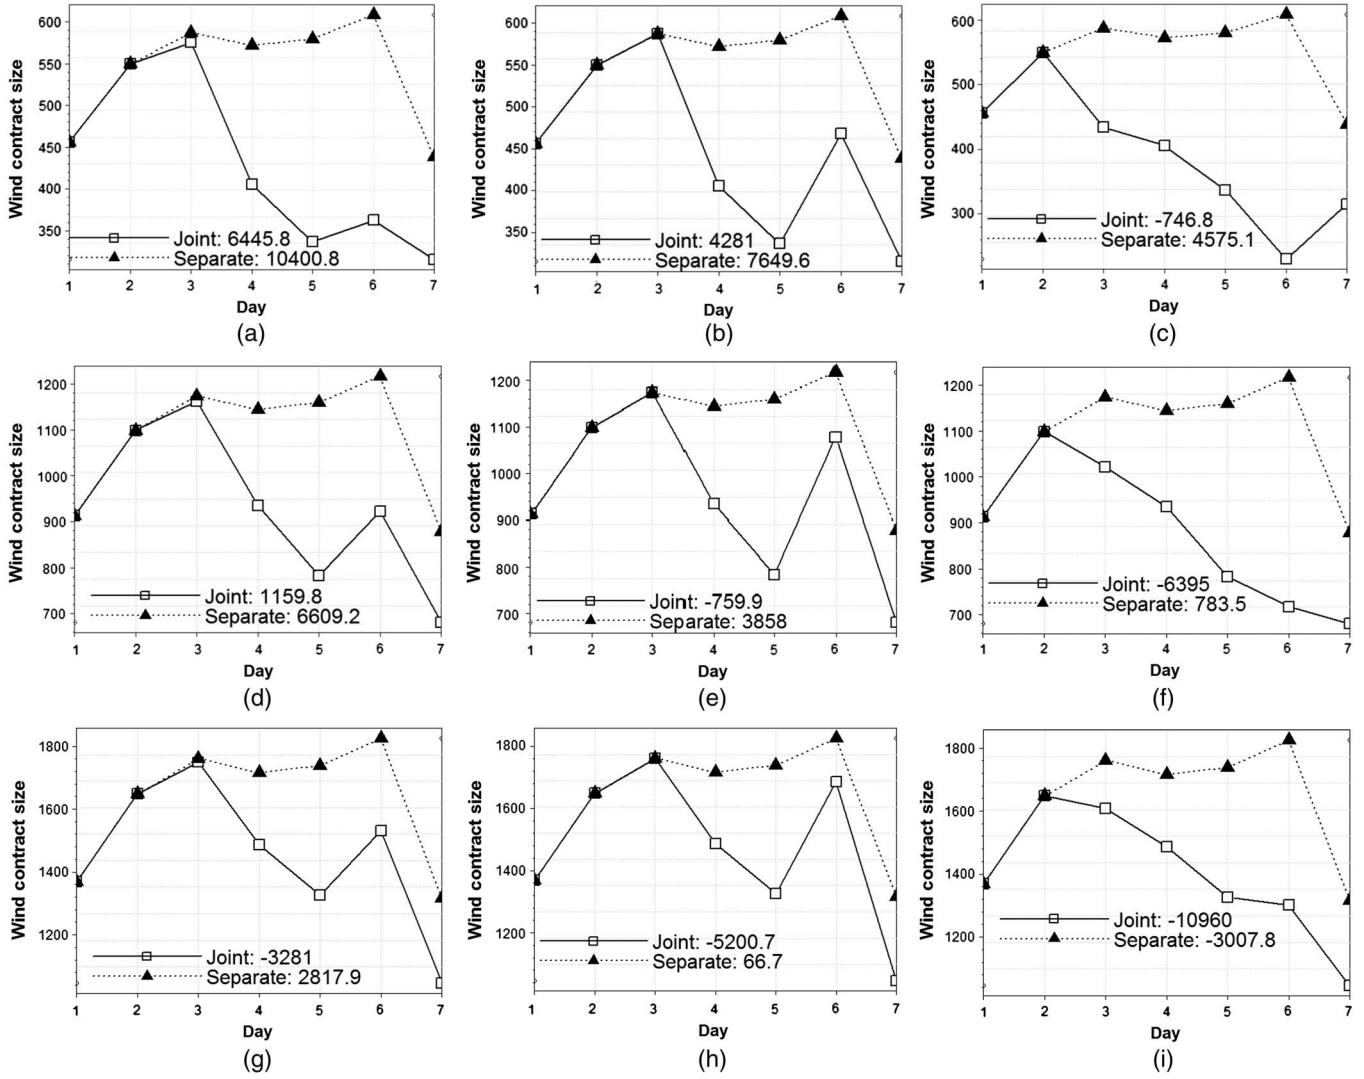 Wind contract size
600
550
500
450
400
350
Joint: 6445.8
Separate: 10400.8
1 2 3 4 5 6 7
Day
(a)
Wind contract size
600
550
500
450
400
350
Joint: 4281
Separate: 7649.6
1 2 3 4 5 6 7
Day
(b)
Wind contract size
600
500
400
300
Joint: -746.8
Separate: 4575.1
1 2 3 4 5 6 7
Day
(c)
Wind contract size
1200
1100
1000
900
800
700
Joint: 1159.8
Separate: 6609.2
1 2 3 4 5 6 7
Day
(d)
Wind contract size
1200
1100
1000
900
800
700
Joint: -759.9
Separate: 3858
1 2 3 4 5 6 7
Day
(e)
Wind contract size
1200
1100
1000
900
800
700
Joint: -6395
Separate: 783.5
1 2 3 4 5 6 7
Day
(f)
Wind contract size
1800
1600
1400
1200
Joint: -3281
Separate: 2817.9
1 2 3 4 5 6 7
Day
(g)
Wind contract size
1800
1600
1400
1200
Joint: -5200.7
Separate: 66.7
1 2 3 4 5 6 7
Day
(h)
Wind contract size
1800
1600
1400
1200
Joint: -10960
Separate: -3007.8
1 2 3 4 5 6 7
Day
(i)